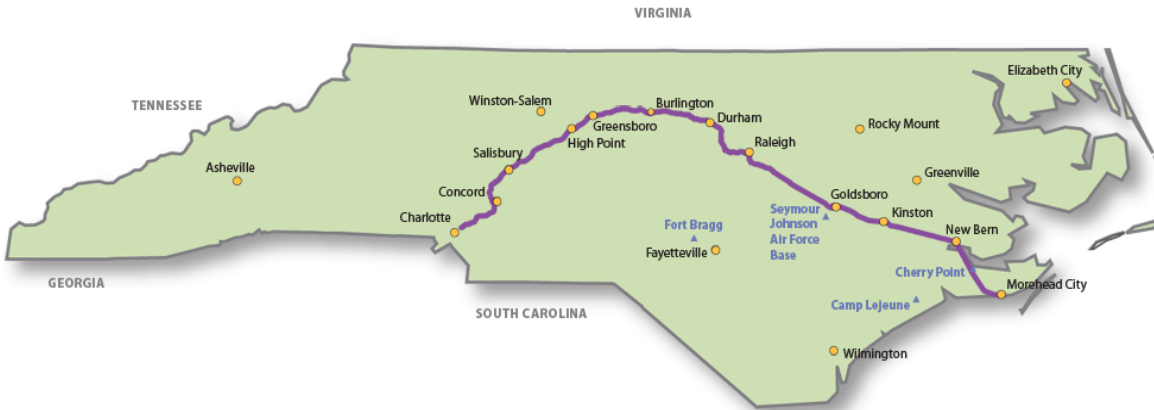 VIRGINIA
Elizabeth City
TENNESSEE
Winston-Salem
Burlington
Greensboro
Durham
Rocky Mount
High Point
Raleigh
Salisbury
Asheville
Greenville
Concord
Goldsboro
Charlotte
Seymour
Johnson
Air Force
Base
Kinston
Fort Bragg
New Bern
Fayetteville
Cherry Point
GEORGIA
Morehead City
Camp Lejeune
SOUTH CAROLINA
Wilmington